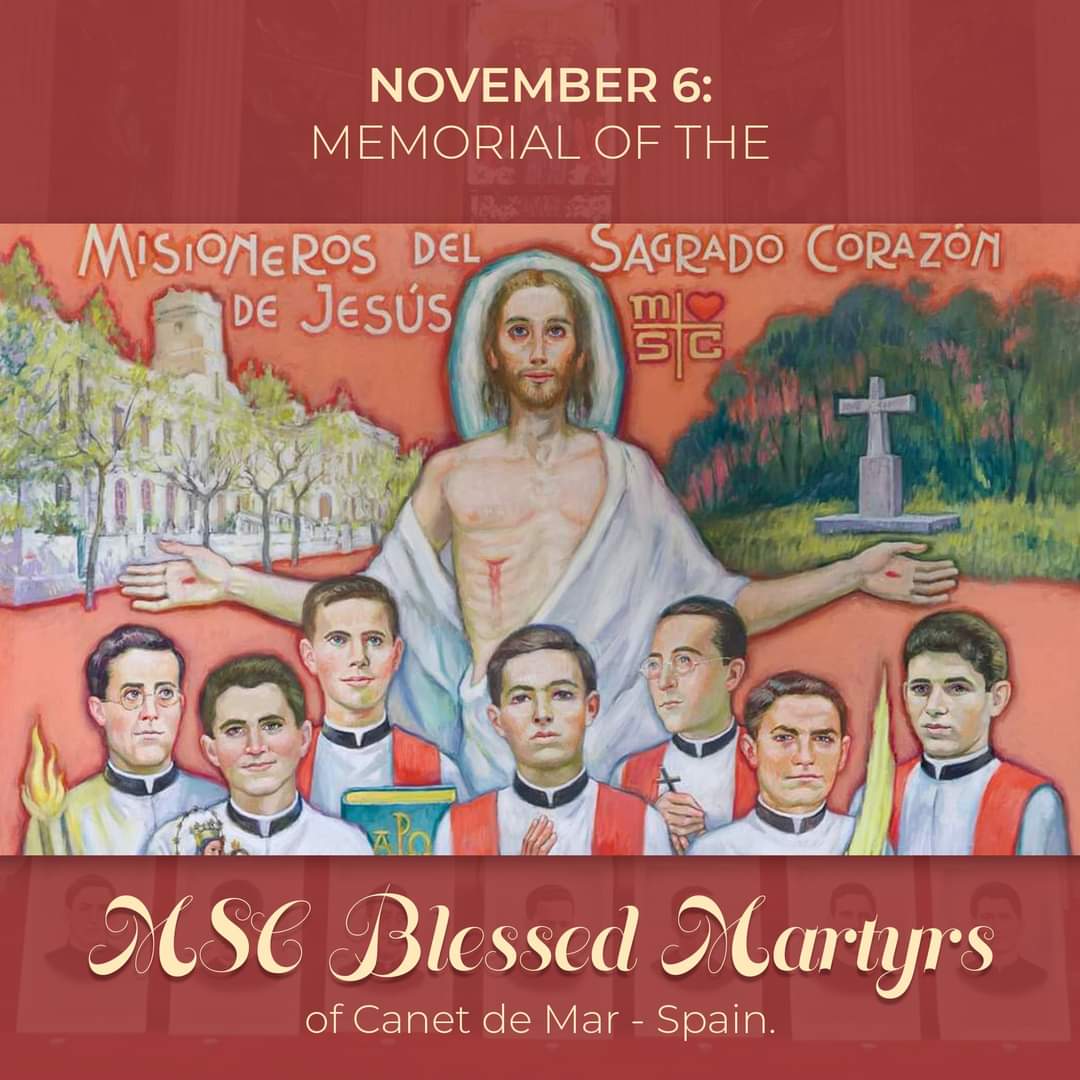 NOVEMBER 6:
MEMORIAL OF THE
MISIONEROS DEL SAGRADO CORAZÓN
DE JESÚS
M
SC
APO
MSC Blessed Martyrs
of Canet de Mar - Spain.